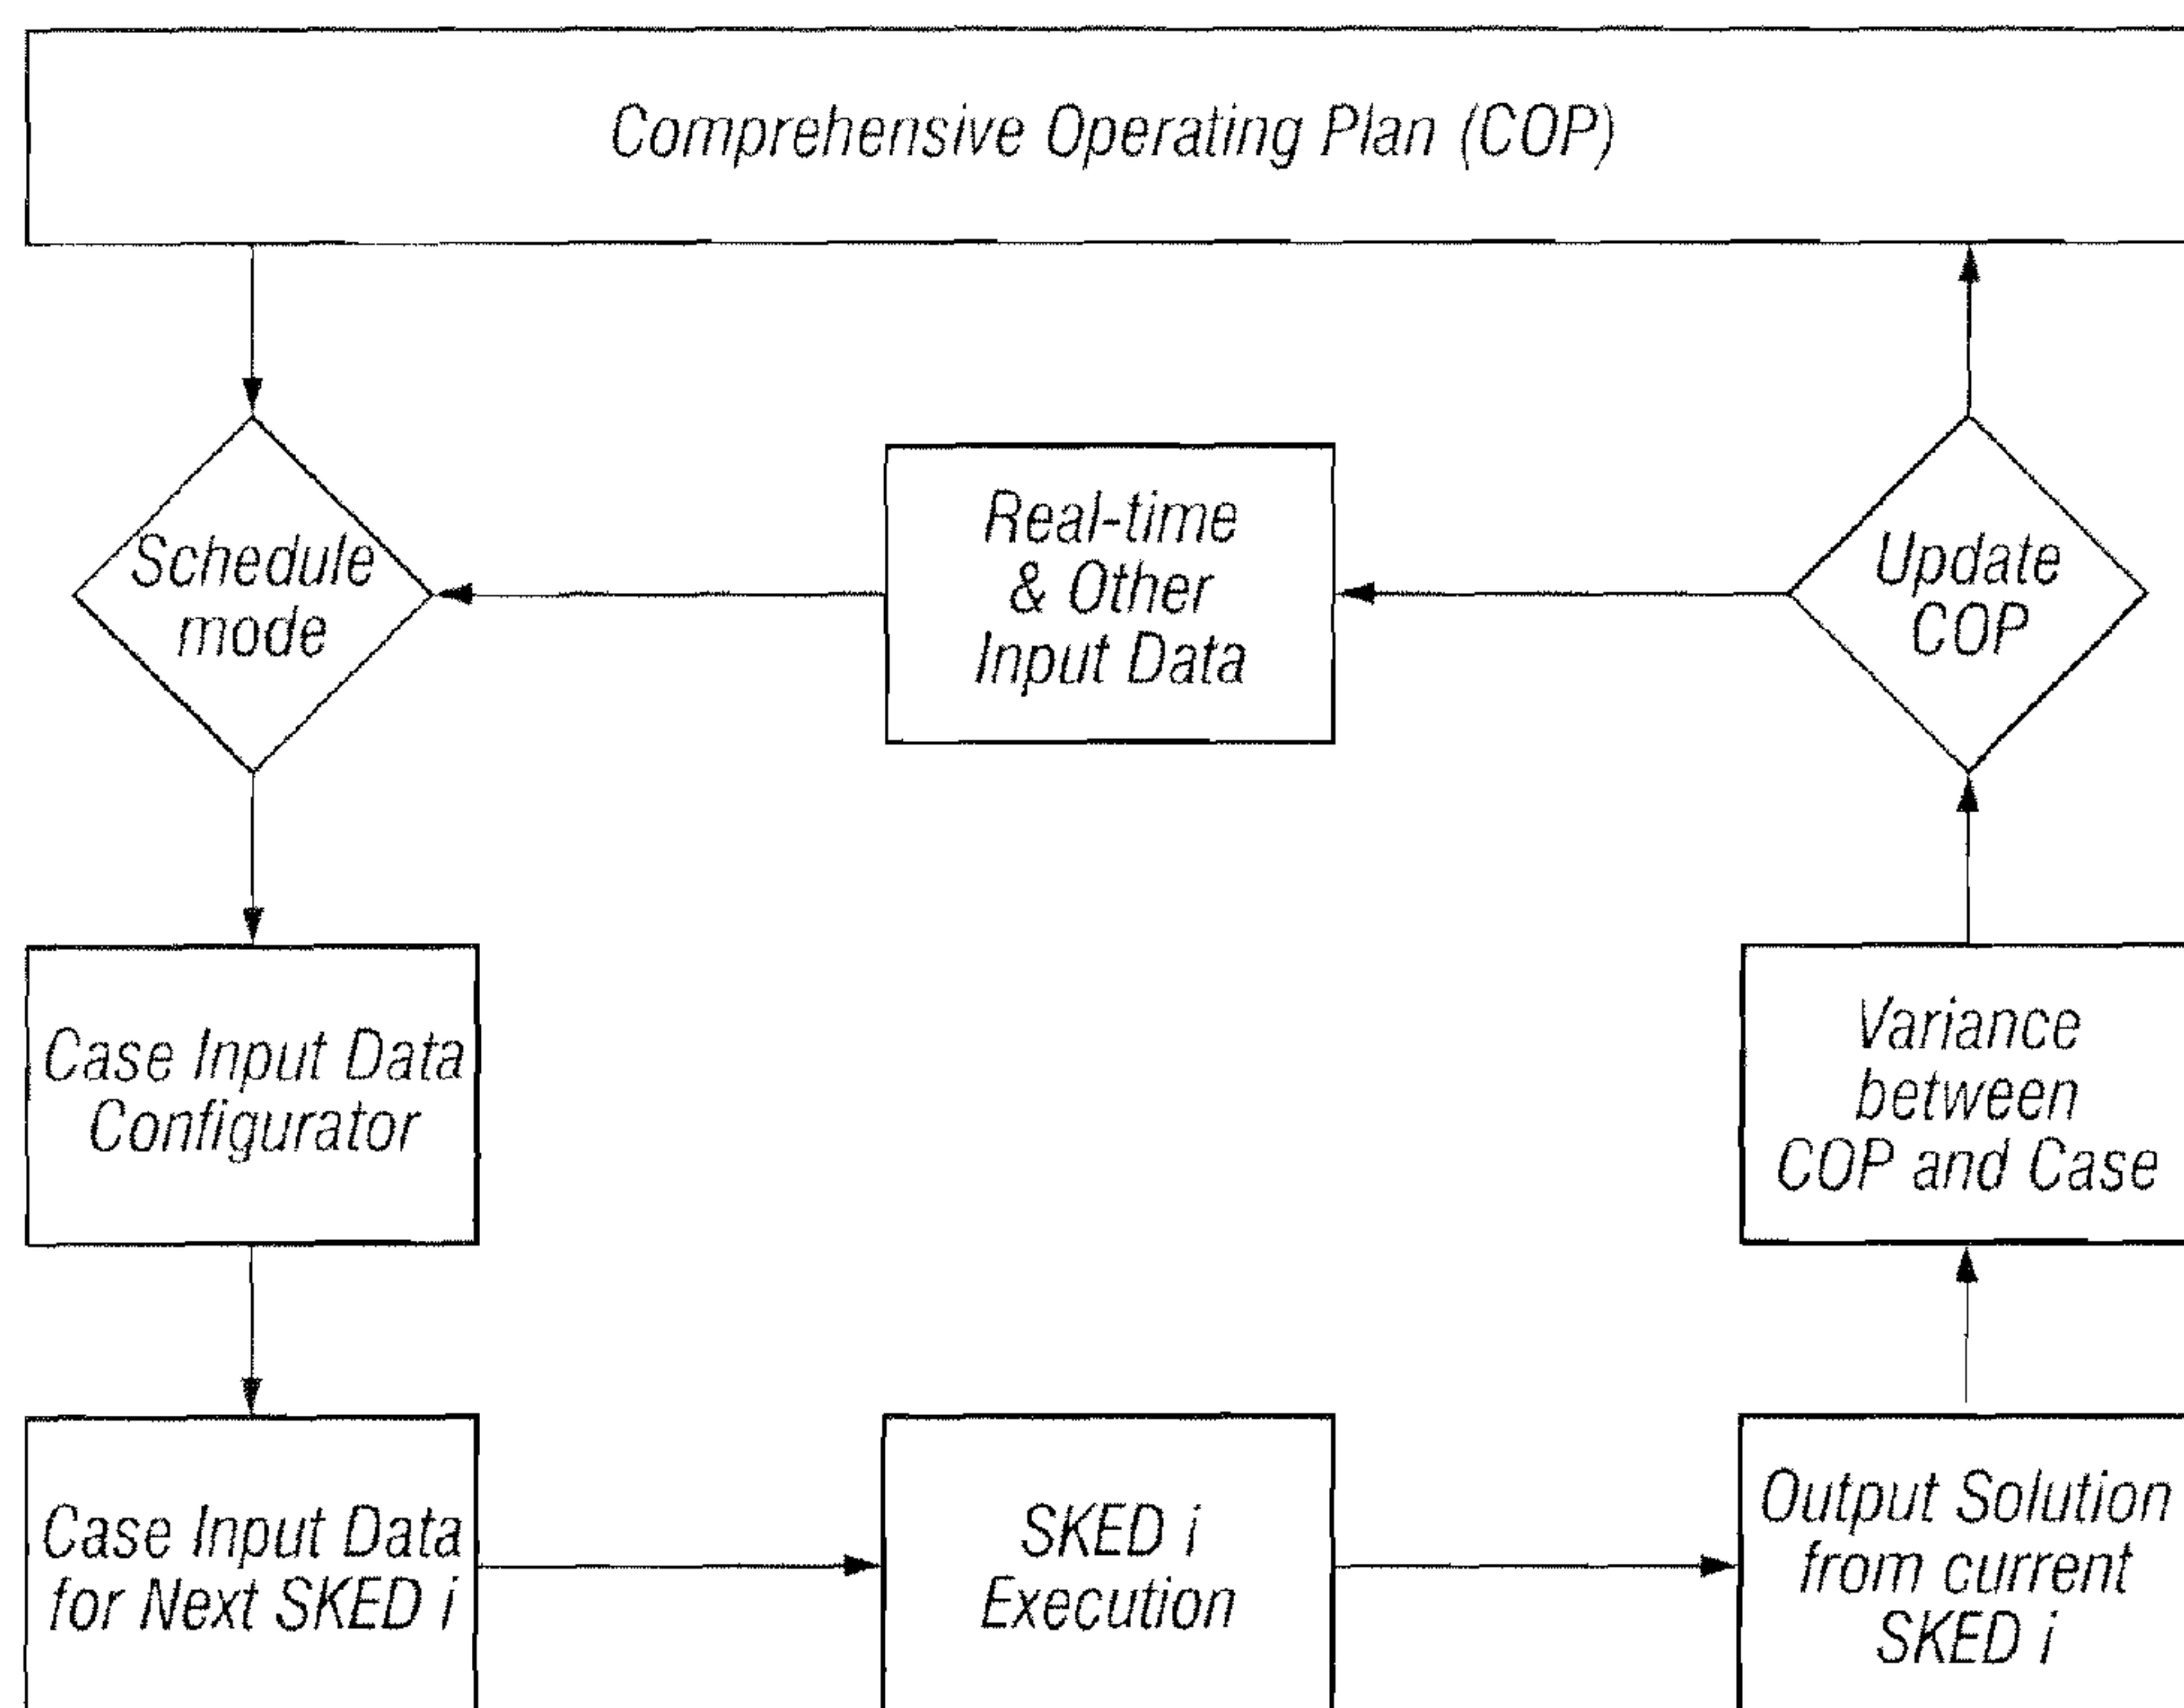 Comprehensive Operating Plan (COP)
Schedule
mode
Real-time
& Other
Input Data
Update
COP
Case Input Data
Configurator
Variance
between
COP and Case
Case Input Data
for Next SKED i
SKED i
Execution
Output Solution
from current
SKED i